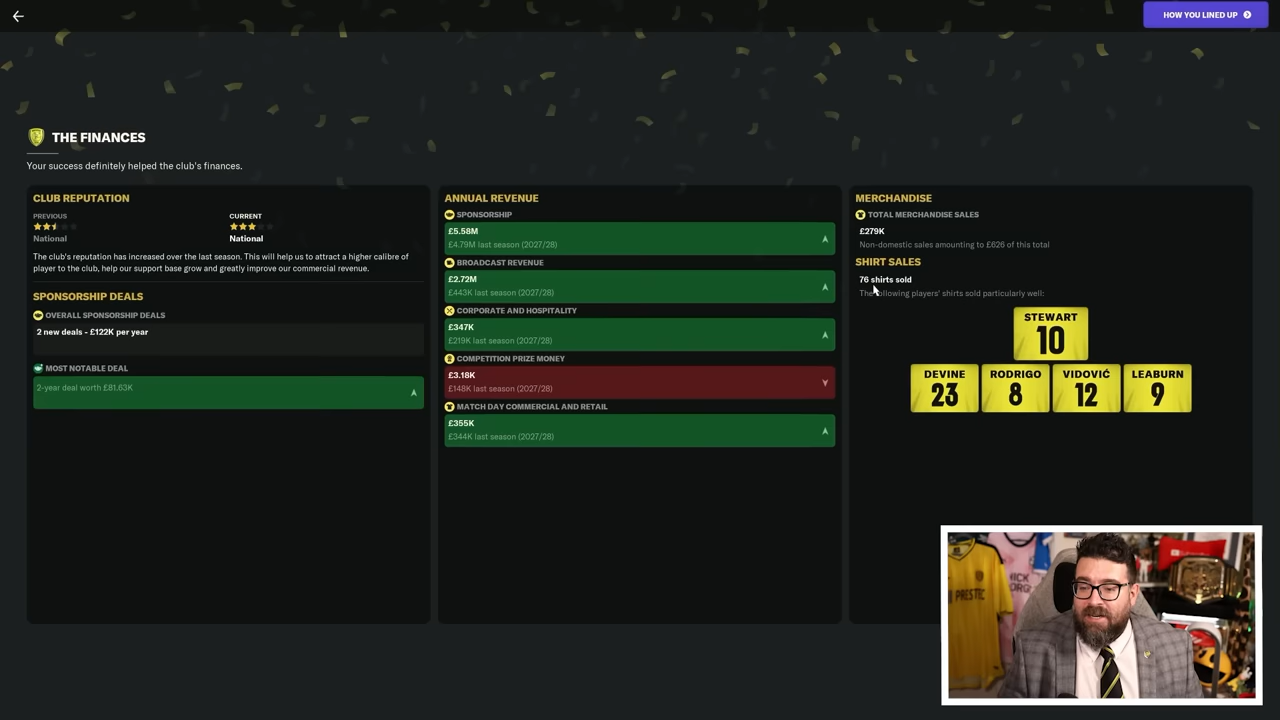 HOW YOU LINED UP
THE FINANCES
Your success definitely helped the club's finances.
CLUB REPUTATION
PREVIOUS
CURRENT
National
National
The club's reputation has increased over the last season. This will help us to attract a higher calibre of
player to the club, help our support base grow and greatly improve our commercial revenue.
SPONSORSHIP DEALS
OVERALL SPONSORSHIP DEALS
2 new deals - £122K per year
MOST NOTABLE DEAL
2-year deal worth £81.63K
ANNUAL REVENUE
SPONSORSHIP
£5.58M
£4.79M last season (2027/28)
BROADCAST REVENUE
£2.72M
£443K last season (2027/28)
CORPORATE AND HOSPITALITY
£347K
£219K last season (2027/28)
COMPETITION PRIZE MONEY
£3.18K
£148K last season (2027/28)
MATCH DAY COMMERCIAL AND RETAIL
£355K
£344K last season (2027/28)
MERCHANDISE
TOTAL MERCHANDISE SALES
£279K
Non-domestic sales amounting to £626 of this total
SHIRT SALES
76 shirts sold
The following players' shirts sold particularly well:
STEWART
10
DEVINE
23
RODRIGO
8
VIDOVIĆ
12
LEABURN
9